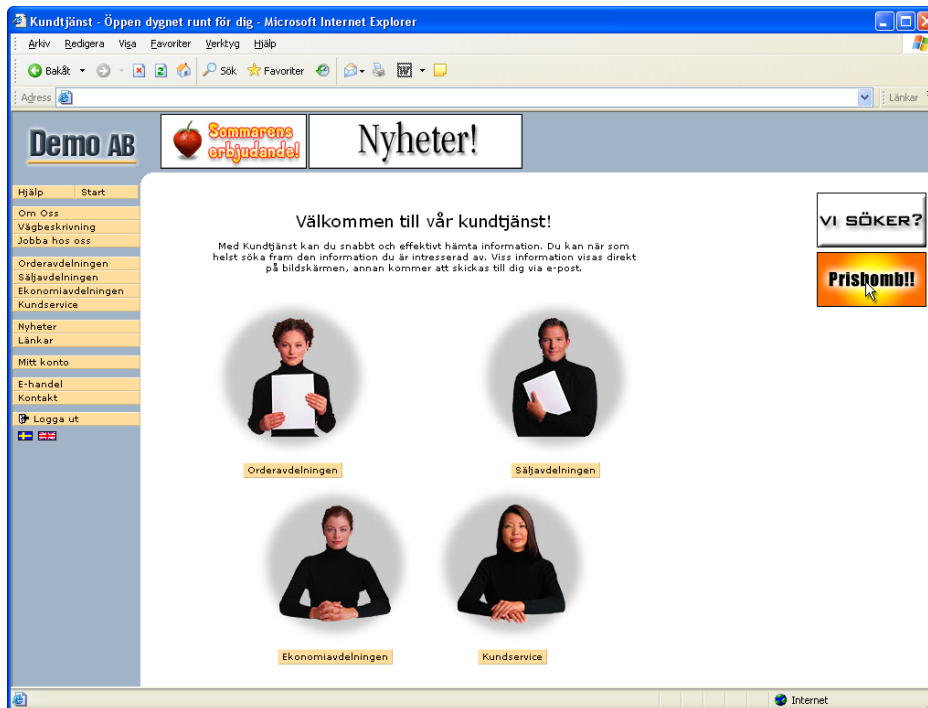 Kundtjänst - Öppen dygnet runt för dig - Microsoft Internet Explorer
Arkiv Redigera Visa Favoriter Verktyg Hjälp
Bakåt Sök Favoriter
Adress Länkar
Demo AB
Sommarens
erbjudande!
Nyheter!
Hjälp Start
Om Oss
Vägbeskrivning
Jobba hos oss
Orderavdelningen
Säljavdelningen
Ekonomiavdelningen
Kundservice
Nyheter
Länkar
Mitt konto
E-handel
Kontakt
Logga ut
Välkommen till vår kundtjänst!
Med Kundtjänst kan du snabbt och effektivt hämta information. Du kan när som
helst söka fram den information du är intresserad av. Viss information visas direkt
på bildskärmen, annan kommer att skickas till dig via e-post.
VI SÖKER?
Prisbomb!!
Orderavdelningen
Säljavdelningen
Ekonomiavdelningen
Kundservice
Internet